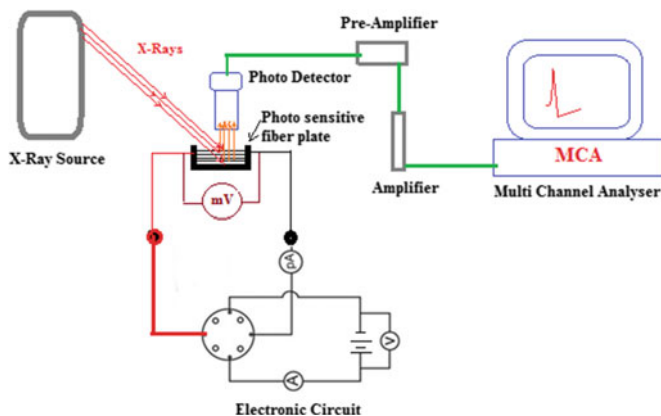 Pre-Amplifier
X-Rays
Photo Detector
Photo sensitive
fiber plate
X-Ray Source
MCA
Amplifier
Multi Channel Analyser
mV
pA
V
A
Electronic Circuit